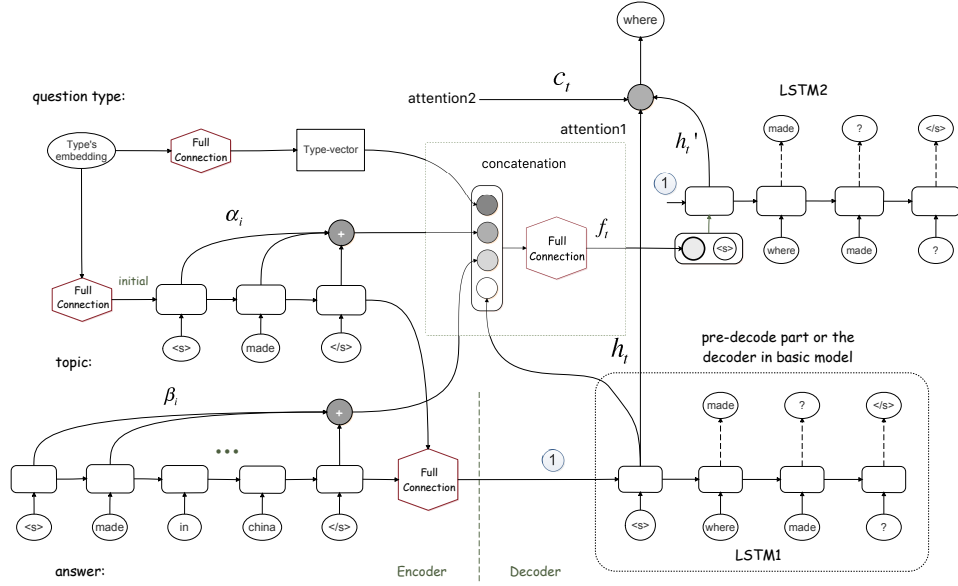 where
C_t
LSTM2
question type:
attention2
attention1
h_t'
made
?
</s>
Type's
embedding
Full
Connection
Type-vector
concatenation
1
α_i
+
Full
Connection
f_t
<s>
where
made
?
Full
Connection
initial
<s>
made
</s>
topic:
h_t
pre-decode part or the
decoder in basic model
β_i
+
made
?
</s>
...
Full
Connection
1
<s>
made
in
china
</s>
<s>
where
made
?
LSTM1
answer:
Encoder
Decoder